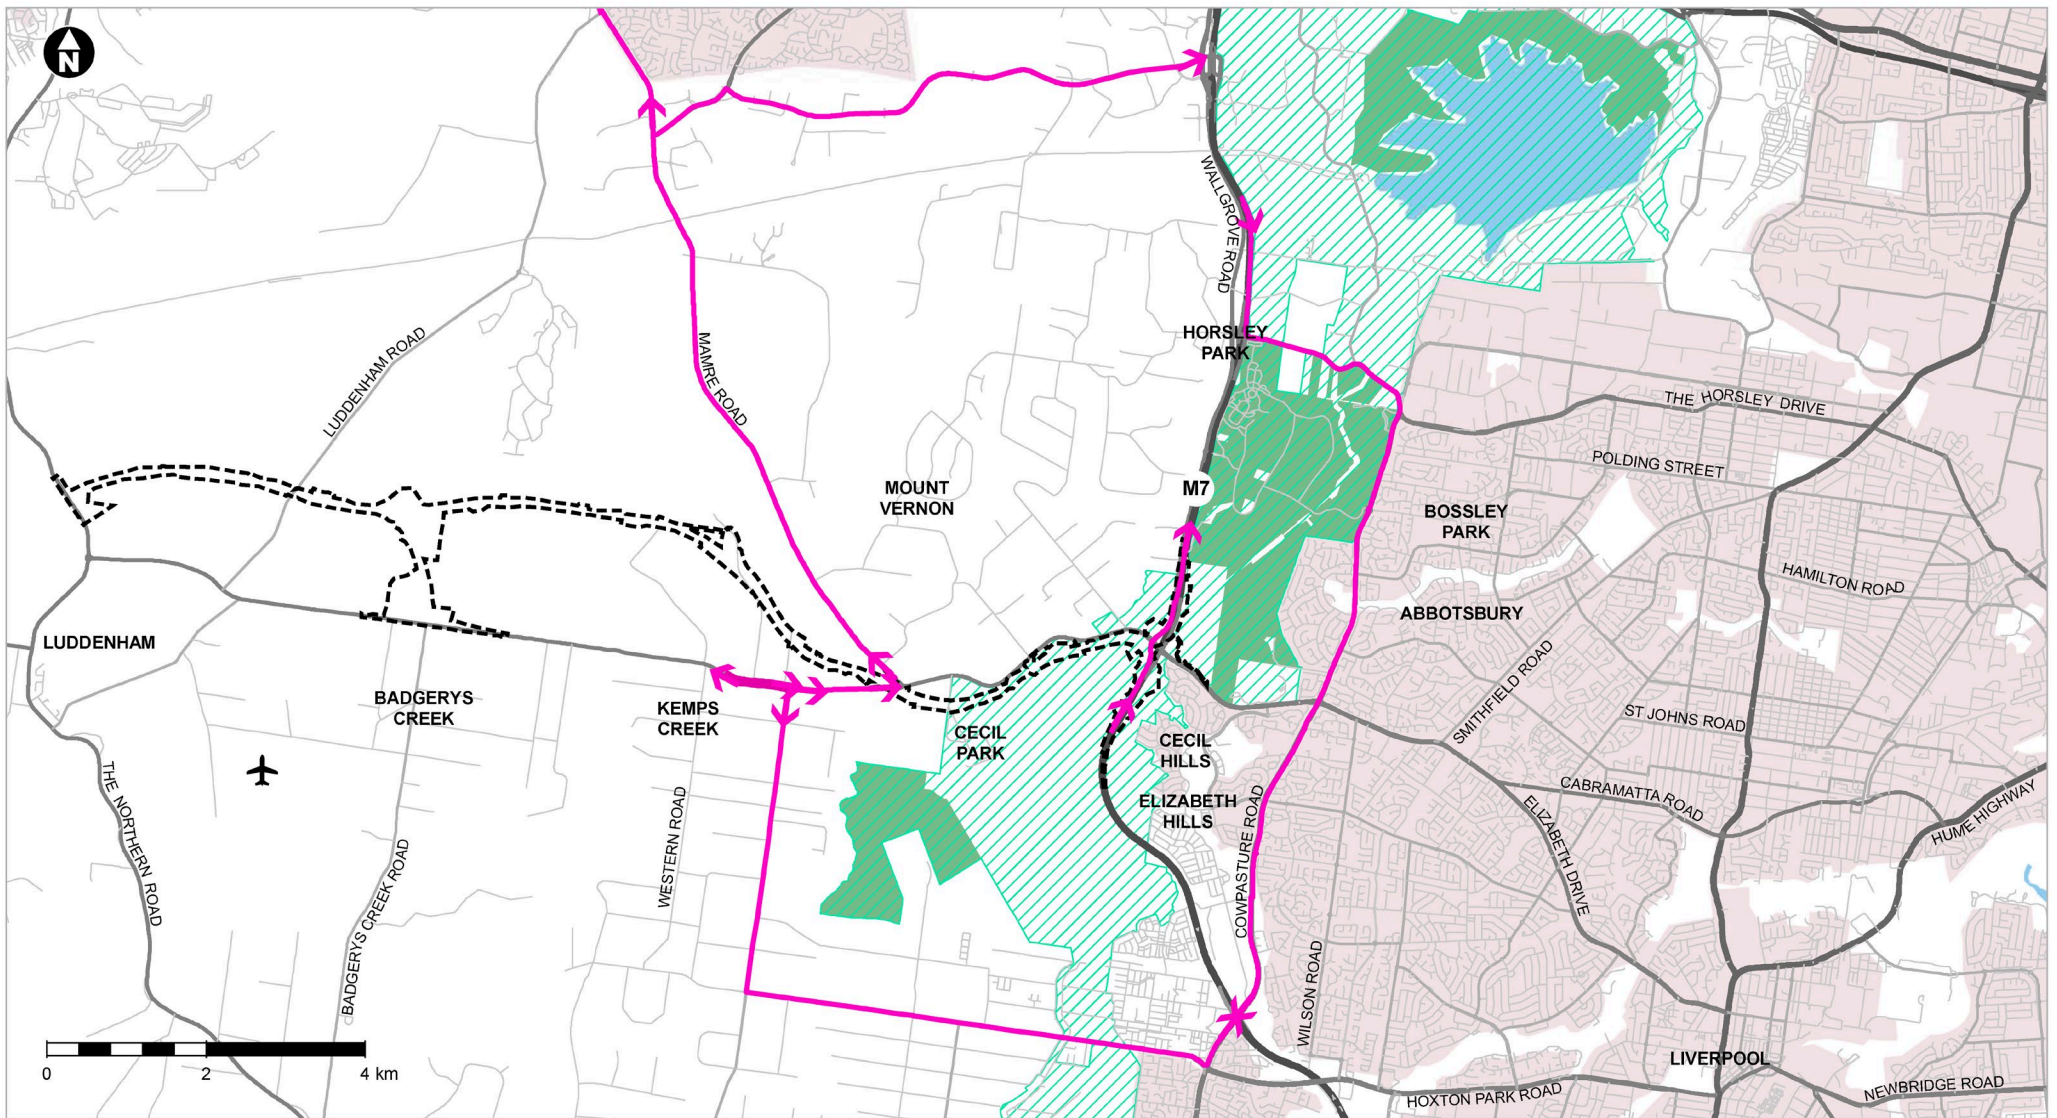 N
WALLGROVE ROAD
HORSLEY
PARK
LUDDENHAM ROAD
MAMRE ROAD
THE HORSLEY DRIVE
POLDING STREET
MOUNT
VERNON
M7
BOSSLEY
PARK
HAMILTON ROAD
ABBOTSBURY
LUDDENHAM
BADGERYS
CREEK
KEMPS
CREEK
CECIL
PARK
CECIL
HILLS
SMITHFIELD ROAD
ST JOHNS ROAD
ELIZABETH
HILLS
CABRAMATTA ROAD
HUME HIGHWAY
THE NORTHERN ROAD
BADGERYS CREEK ROAD
WESTERN ROAD
COWPASTURE ROAD
ELIZABETH DRIVE
WILSON ROAD
LIVERPOOL
HOXTON PARK ROAD
NEWBRIDGE ROAD
0 2 4 km